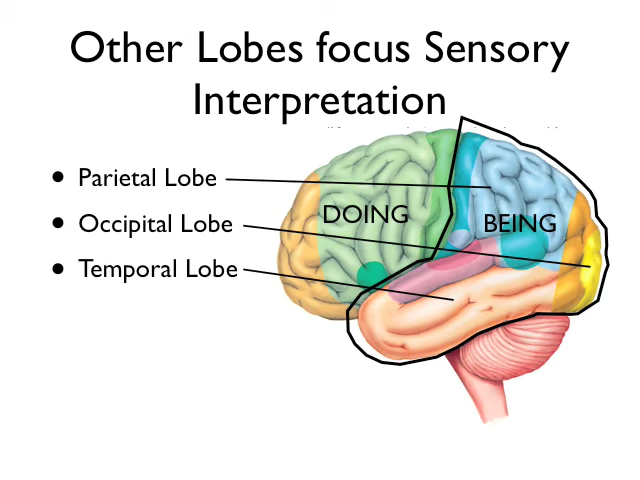 Other Lobes focus Sensory
Interpretation
• Parietal Lobe
• Occipital Lobe
• Temporal Lobe
DOING
BEING